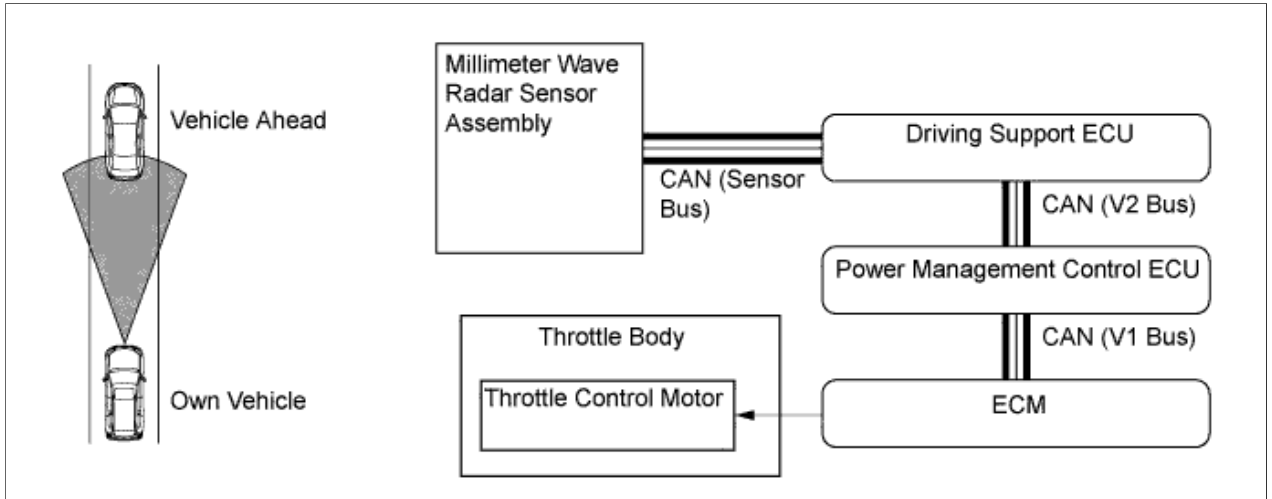 Vehicle Ahead
Own Vehicle
Millimeter Wave
Radar Sensor
Assembly
CAN (Sensor
Bus)
Driving Support ECU
CAN (V2 Bus)
Power Management Control ECU
CAN (V1 Bus)
ECM
Throttle Body
Throttle Control Motor